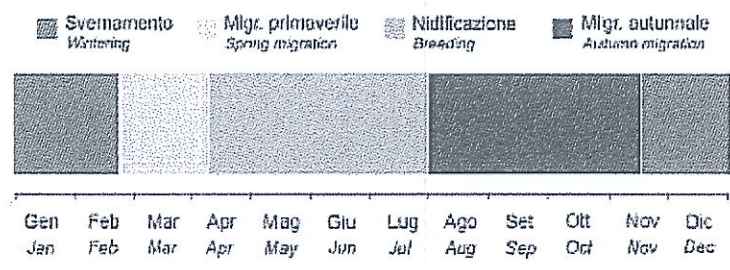 Svernamento Migr. primaverile Nidificazione Migr. autunnale
Wintering Spring migration Breeding Autumn migration
Gen Feb Mar Apr Mag Giu Lug Ago Set Ott Nov Dic
Jan Feb Mar Apr May Jun Jul Aug Sep Oct Nov Dec